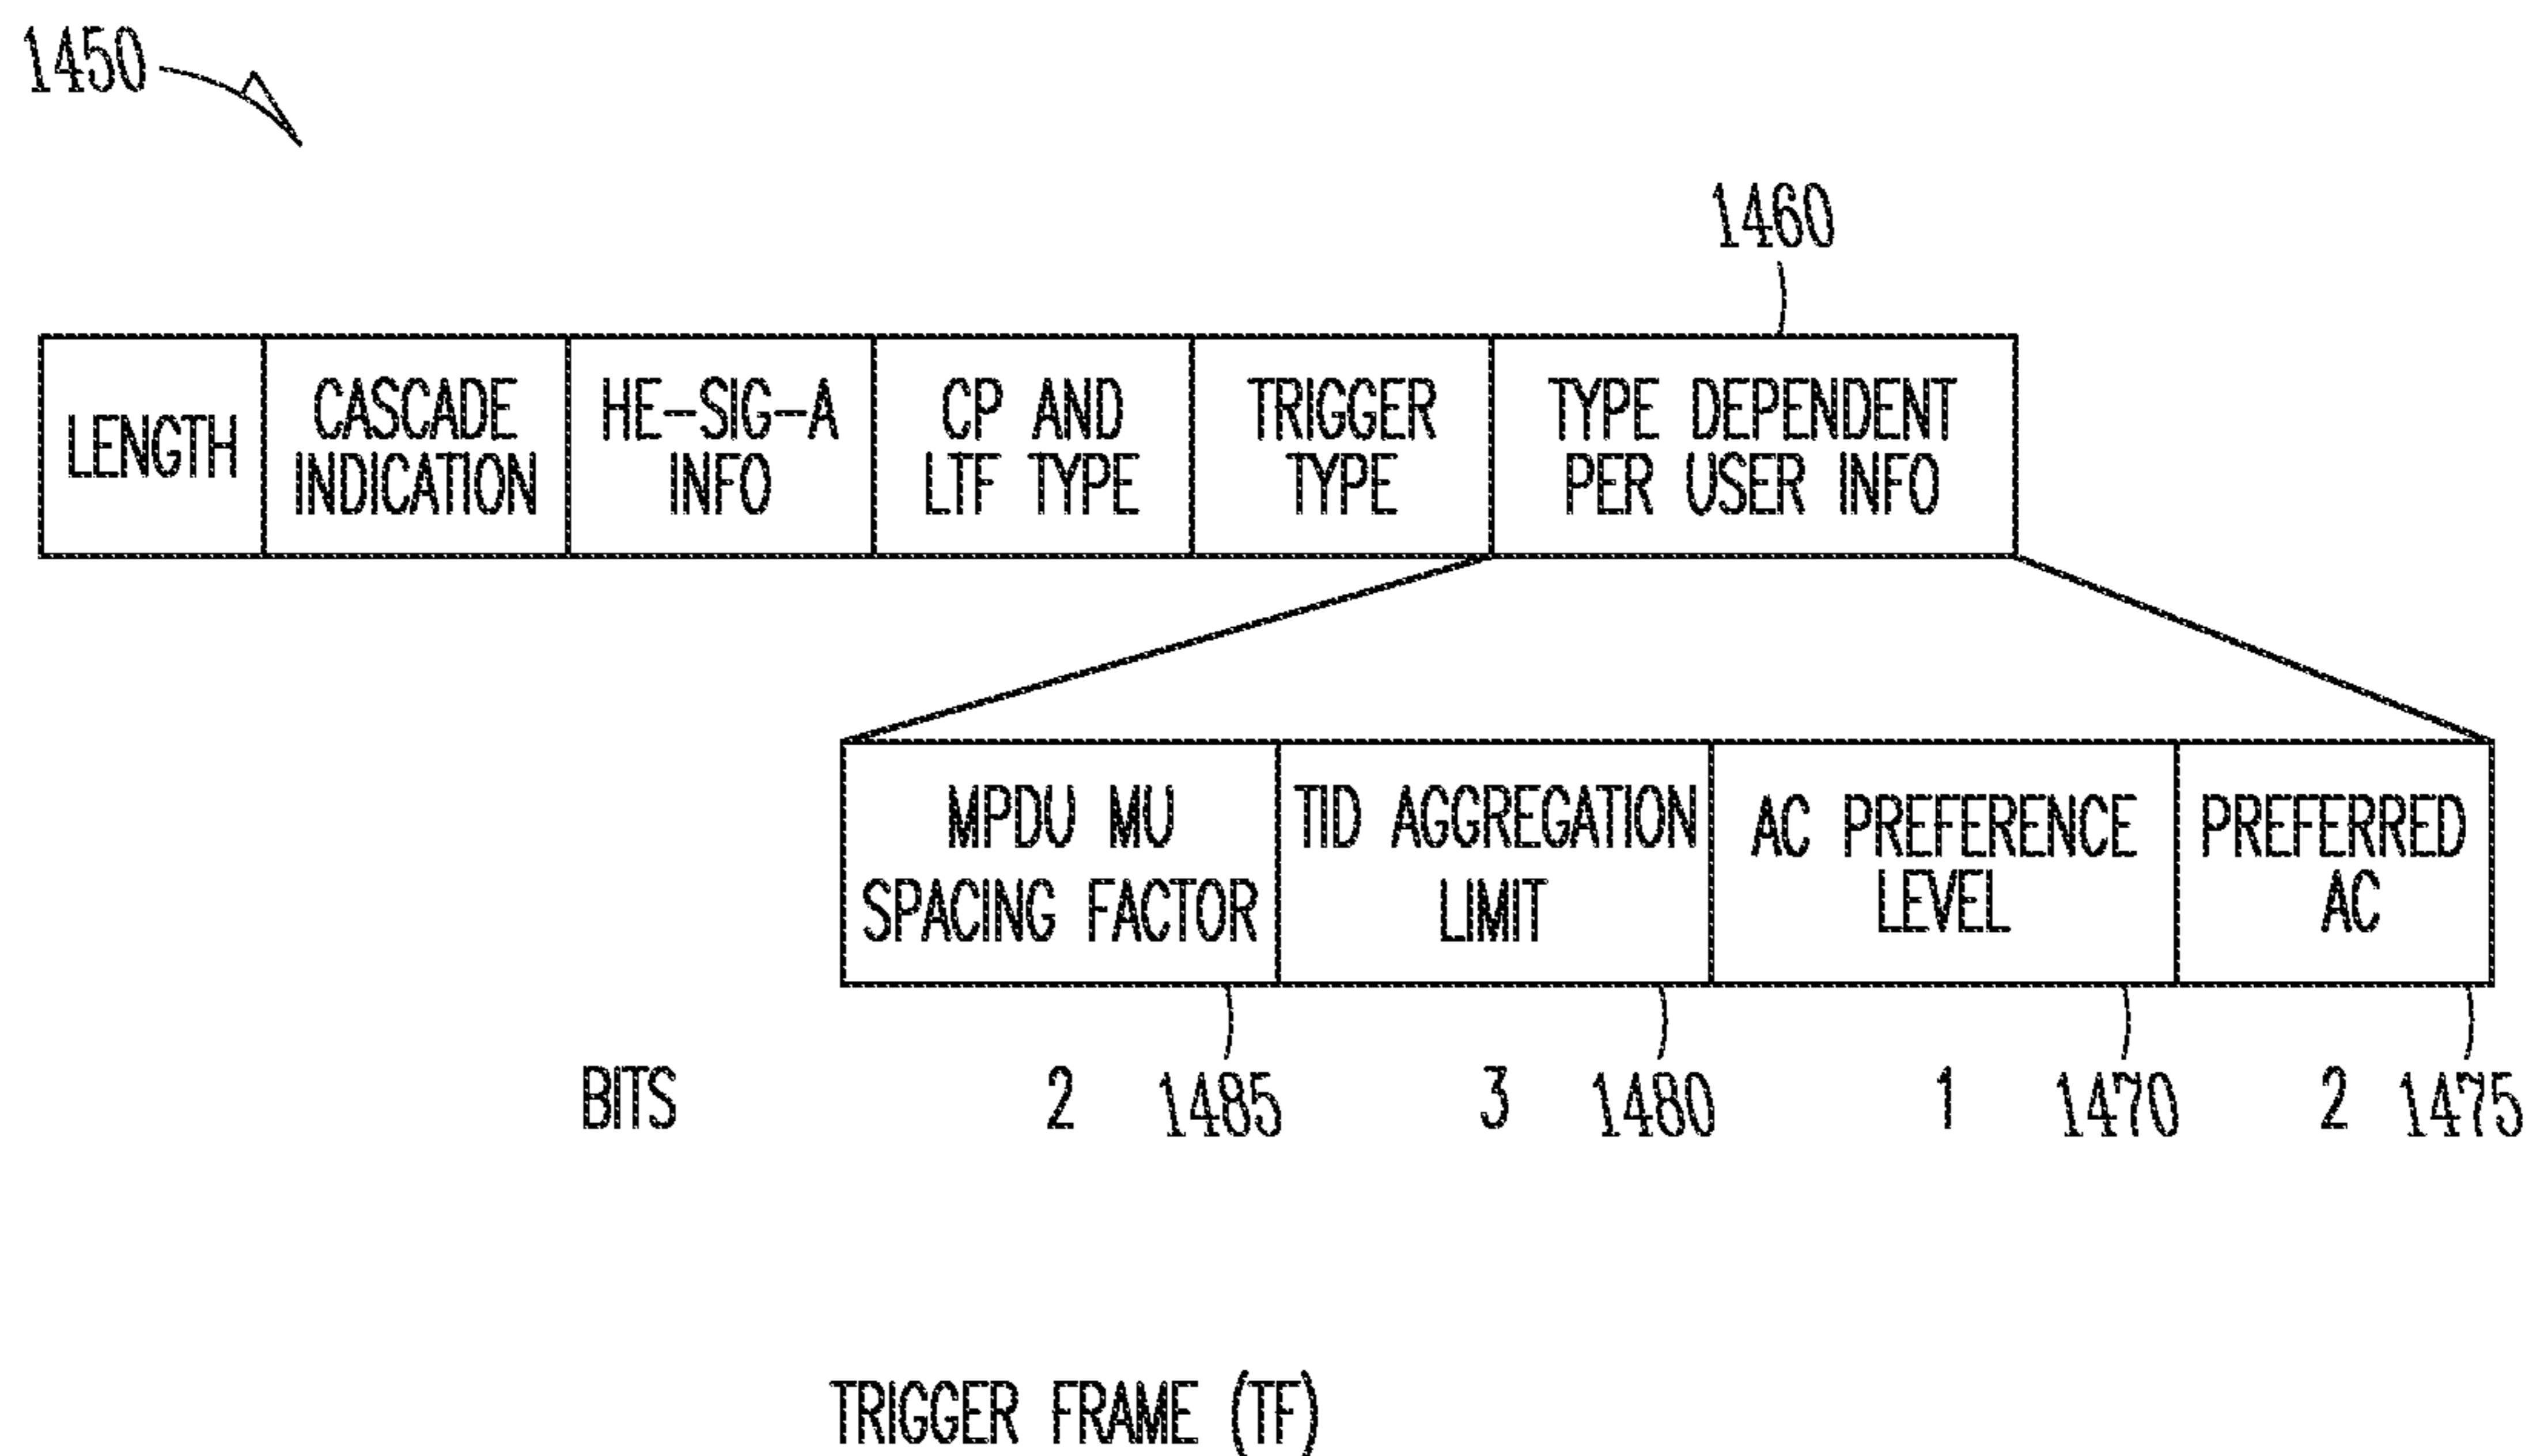 1450
1460
LENGTH
CASCADE
INDICATION
HE-SIG-A
INFO
CP AND
LTF TYPE
TRIGGER
TYPE
TYPE DEPENDENT
PER USER INFO
MPDU MU
SPACING FACTOR
TID AGGREGATION
LIMIT
AC PREFERENCE
LEVEL
PREFERRED
AC
BITS 2 1485 3 1480 1 1470 2 1475
TRIGGER FRAME (TF)